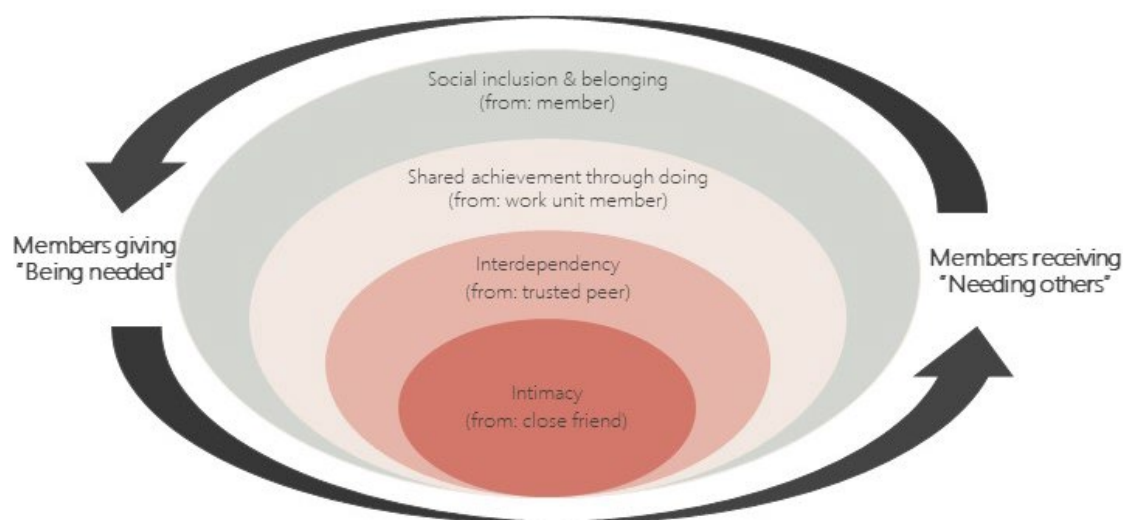 Social inclusion & belonging
(from: member)
Shared achievement through doing
(from: work unit member)
Members giving
"Being needed"
Interdependency
(from: trusted peer)
Members receiving
"Needing others"
Intimacy
(from: close friend)